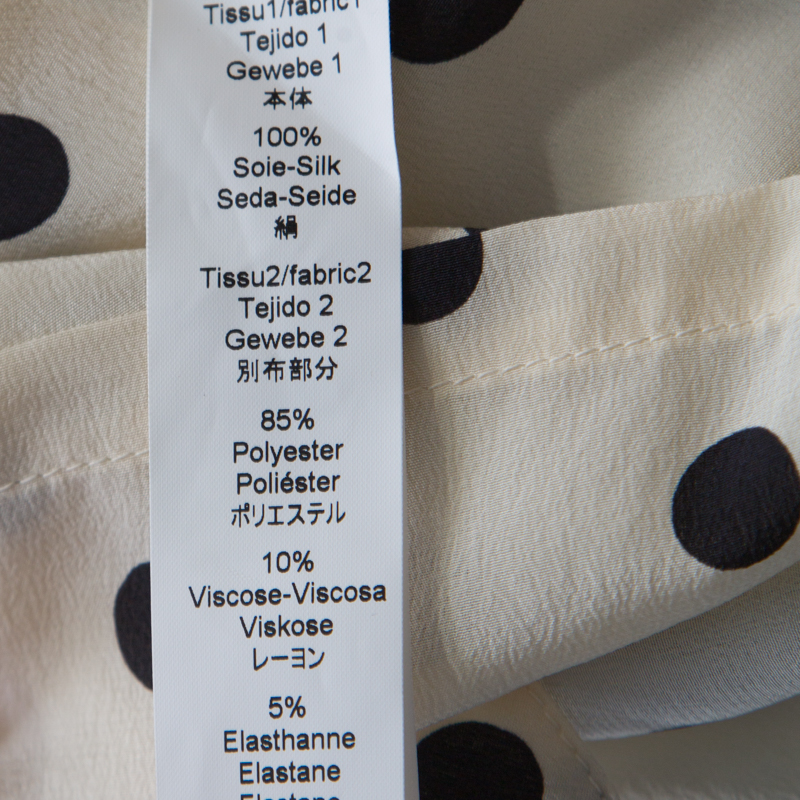 Tissu1/fabric1
Tejido 1
Gewebe 1
本体
100%
Soie-Silk
Seda-Seide
絹
Tissu2/fabric2
Tejido 2
Gewebe 2
別布部分
85%
Polyester
Poliéster
ポリエステル
10%
Viscose-Viscosa
Viskose
レーヨン
5%
Elasthanne
Elastane